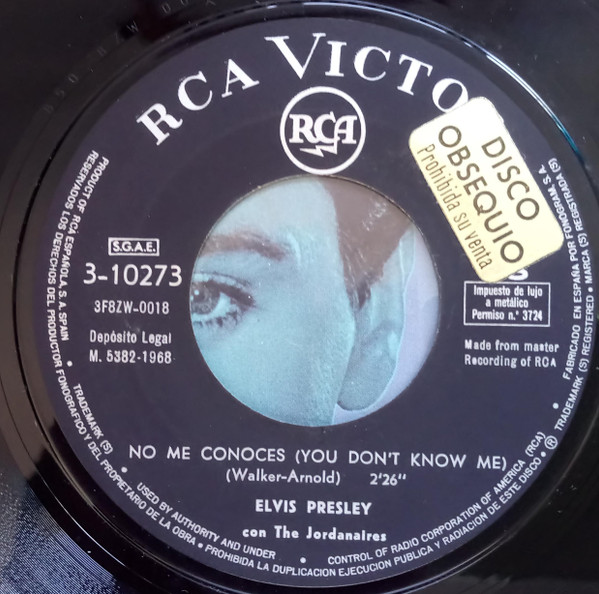 RCA VICTO
RCA
DISCO
OBSEQUIO
Prohibida su venta
S.G.A.E.
3-10273
3F8ZW-0018
Depósito Legal
M. 5382-1968
Impuesto de lujo
a metálico
Permiso n.° 3724
Made from master
Recording of RCA
NO ME CONOCES (YOU DON'T KNOW ME)
(Walker-Arnold) 2'26"
ELVIS PRESLEY
con The Jordanaires
PRODUCT OF RCA ESPAÑOLA, S. A. SPAIN • TRADEMARK (S) • USED BY AUTHORITY AND UNDER • CONTROL OF RADIO CORPORATION OF AMERICA (RCA) • TRADEMARK (S) REGISTERED • MARCA (S) REGISTRADA (S)
RESERVADOS LOS DERECHOS DEL PRODUCTOR FONOGRAFICO Y DEL PROPIETARIO DE LA OBRA • PROHIBIDA LA DUPLICACION EJECUCION PUBLICA y RADIACION DE ESTE DISCO ® FABRICADO EN ESPAÑA POR FONOGRAM, S. A.